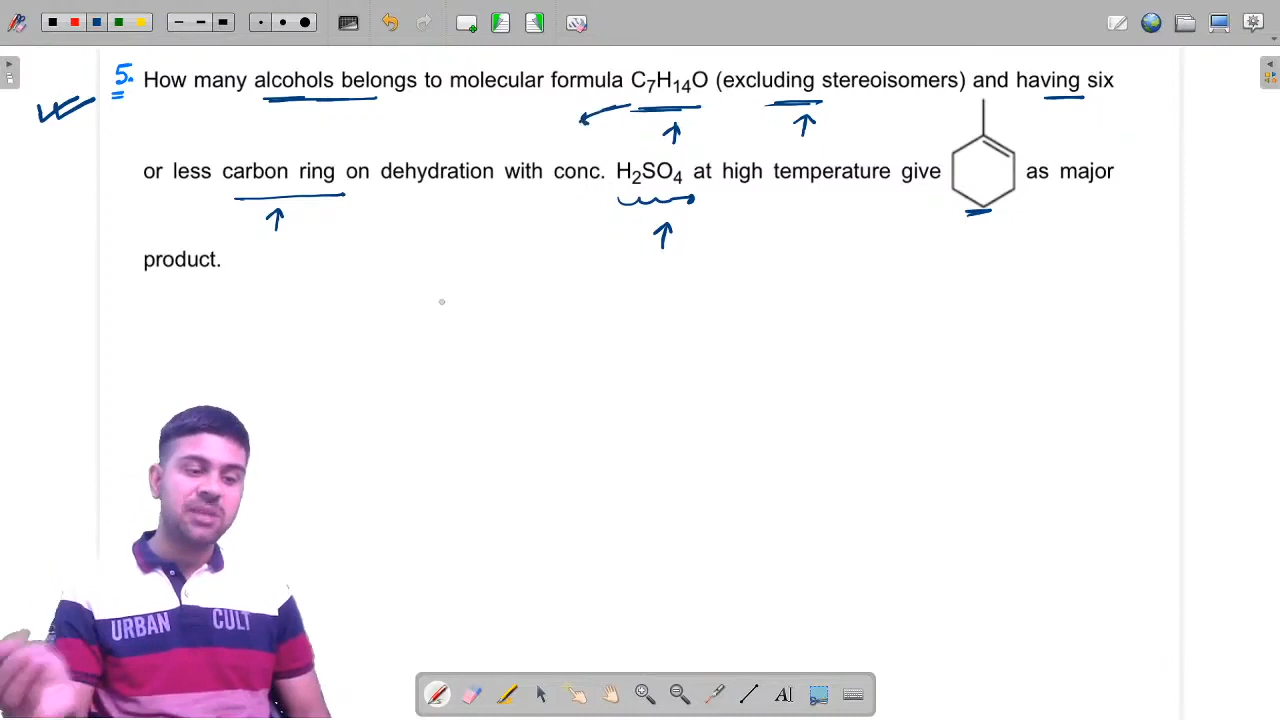 5. How many alcohols belongs to molecular formula C₇H₁₄O (excluding stereoisomers) and having six
or less carbon ring on dehydration with conc. H₂SO₄ at high temperature give as major
product.
URBAN CULT
AI